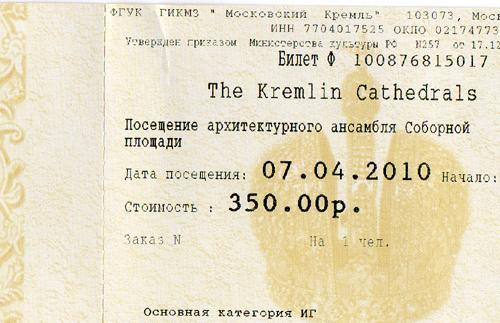 ФГУК ГИКМЗ " Московский Кремль" 103073, Мос
ИНН 7704017525 ОКПО 02174773
Утвержден приказом Министерства культуры РФ N257 от 17.12
Билет Ф 100876815017
The Kremlin Cathedrals
Посещение архитектурного ансамбля Соборной
площади
Дата посещения: 07.04.2010 Начало:
Стоимость : 350.00р.
Заказ N На 1 чел.
Основная категория ИГ